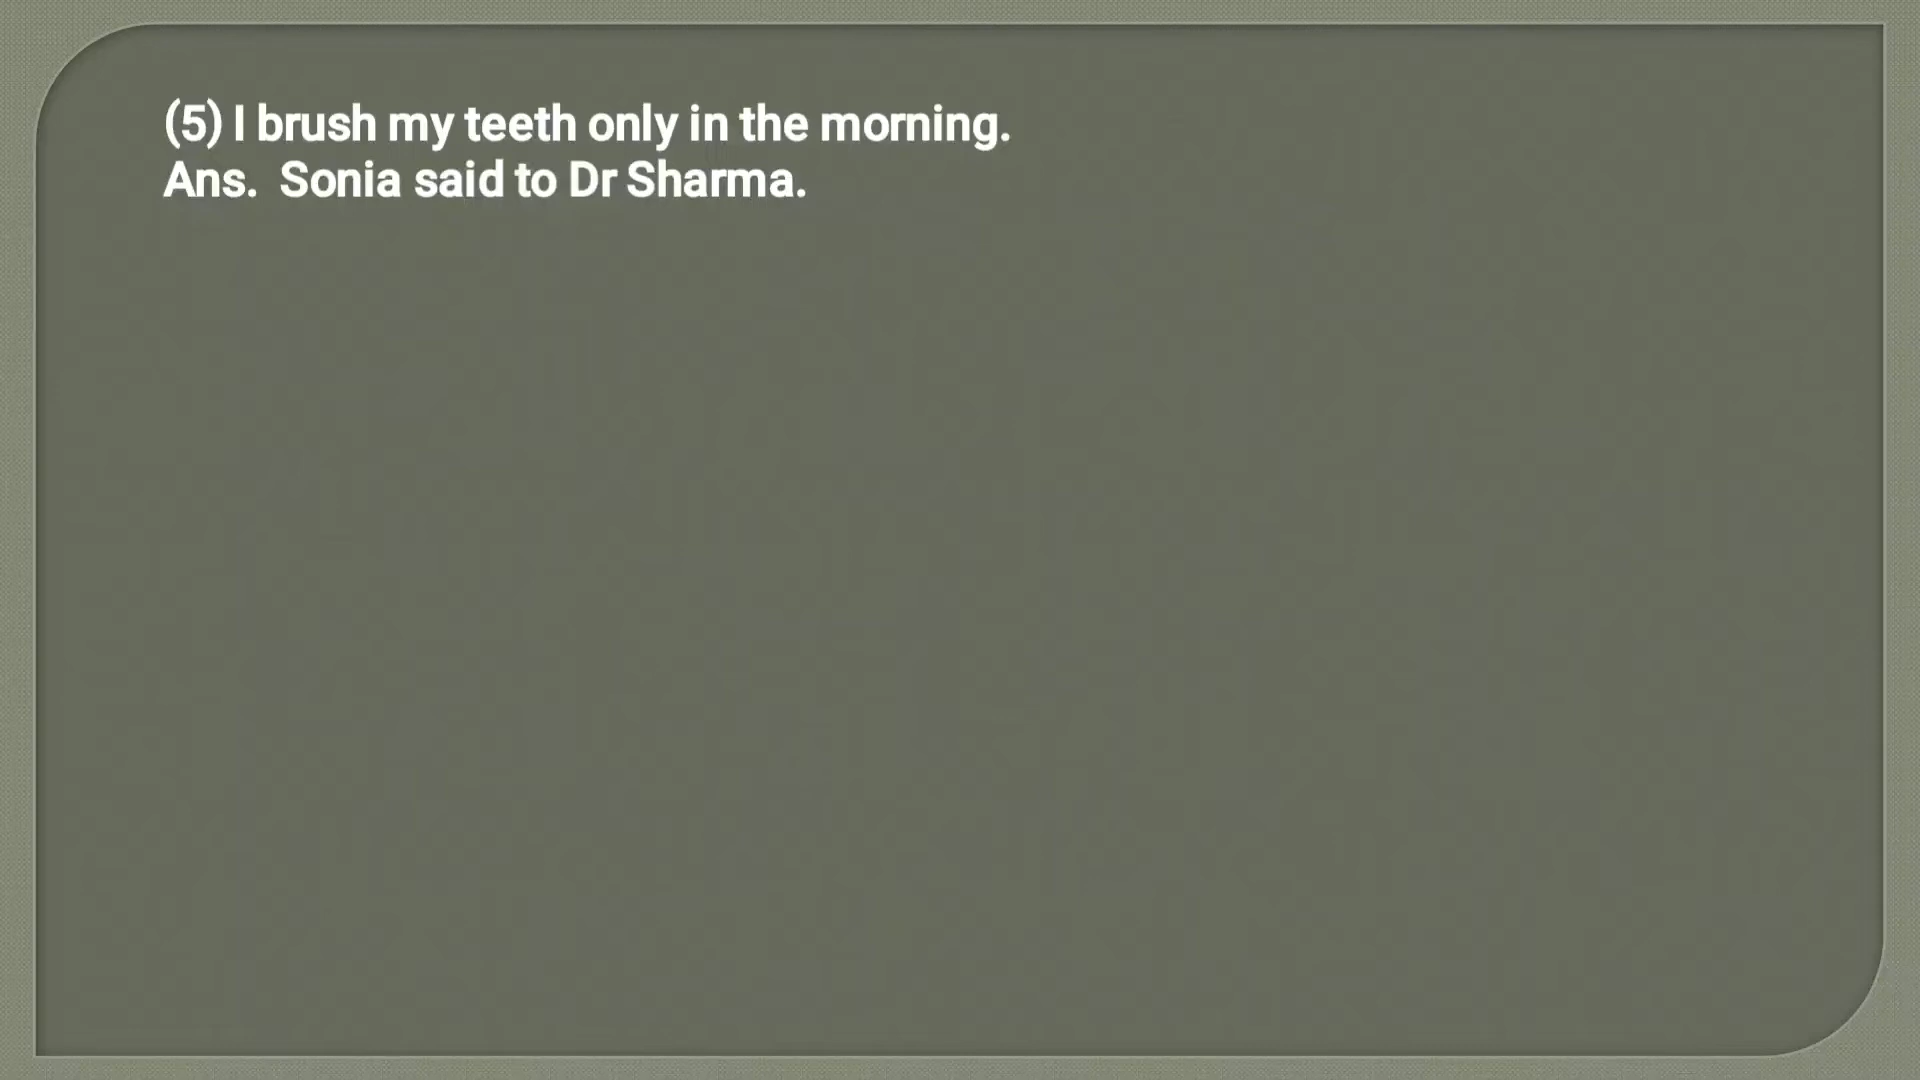 (5) I brush my teeth only in the morning.
Ans. Sonia said to Dr Sharma.